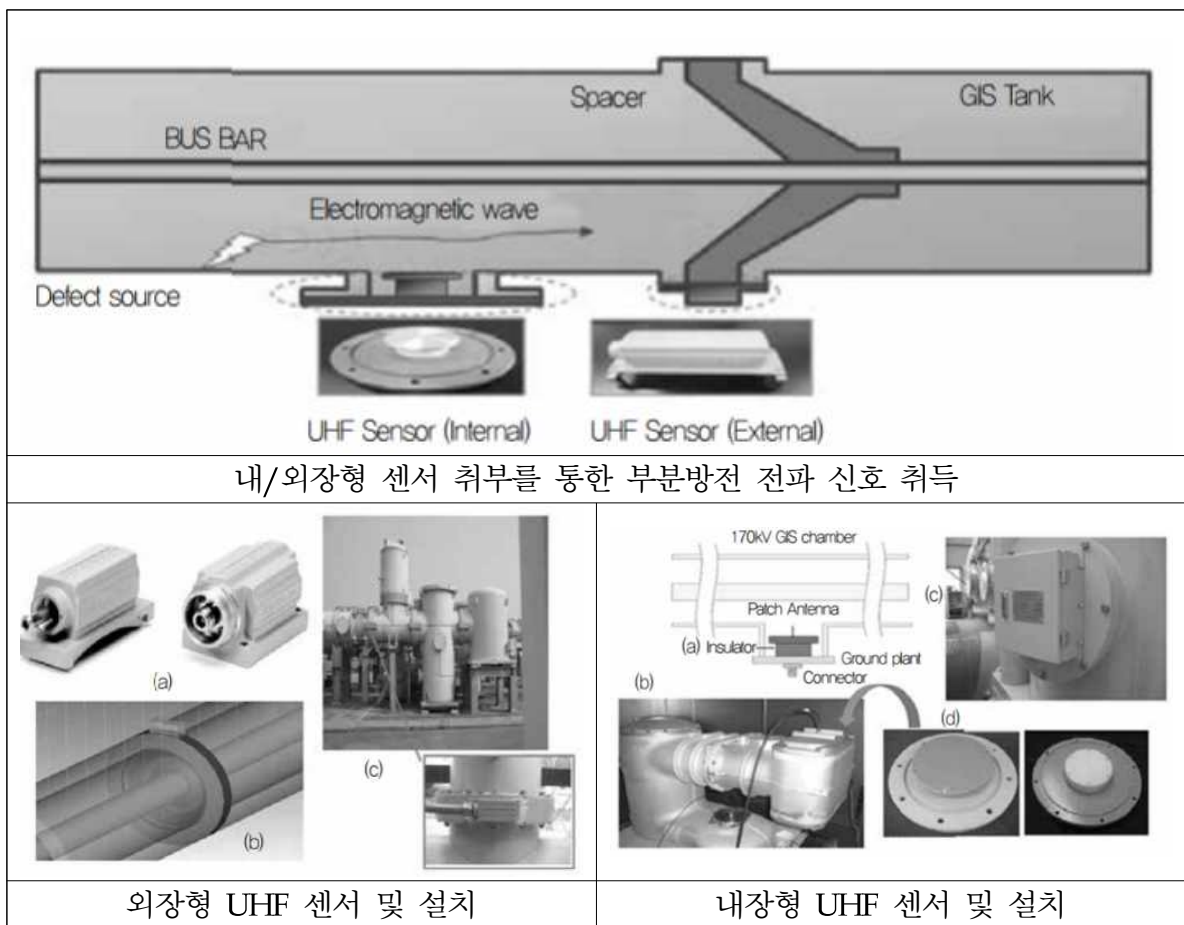 Spacer
GIS Tank
BUS BAR
Electromagnetic wave
Defect source
UHF Sensor (Internal)
UHF Sensor (External)
내/외장형 센서 취부를 통한 부분방전 전파 신호 취득
(a)
(b)
(c)
170kV GIS chamber
Patch Antenna
(a) Insulator
Ground plant
Connector
(b)
(c)
(d)
외장형 UHF 센서 및 설치
내장형 UHF 센서 및 설치